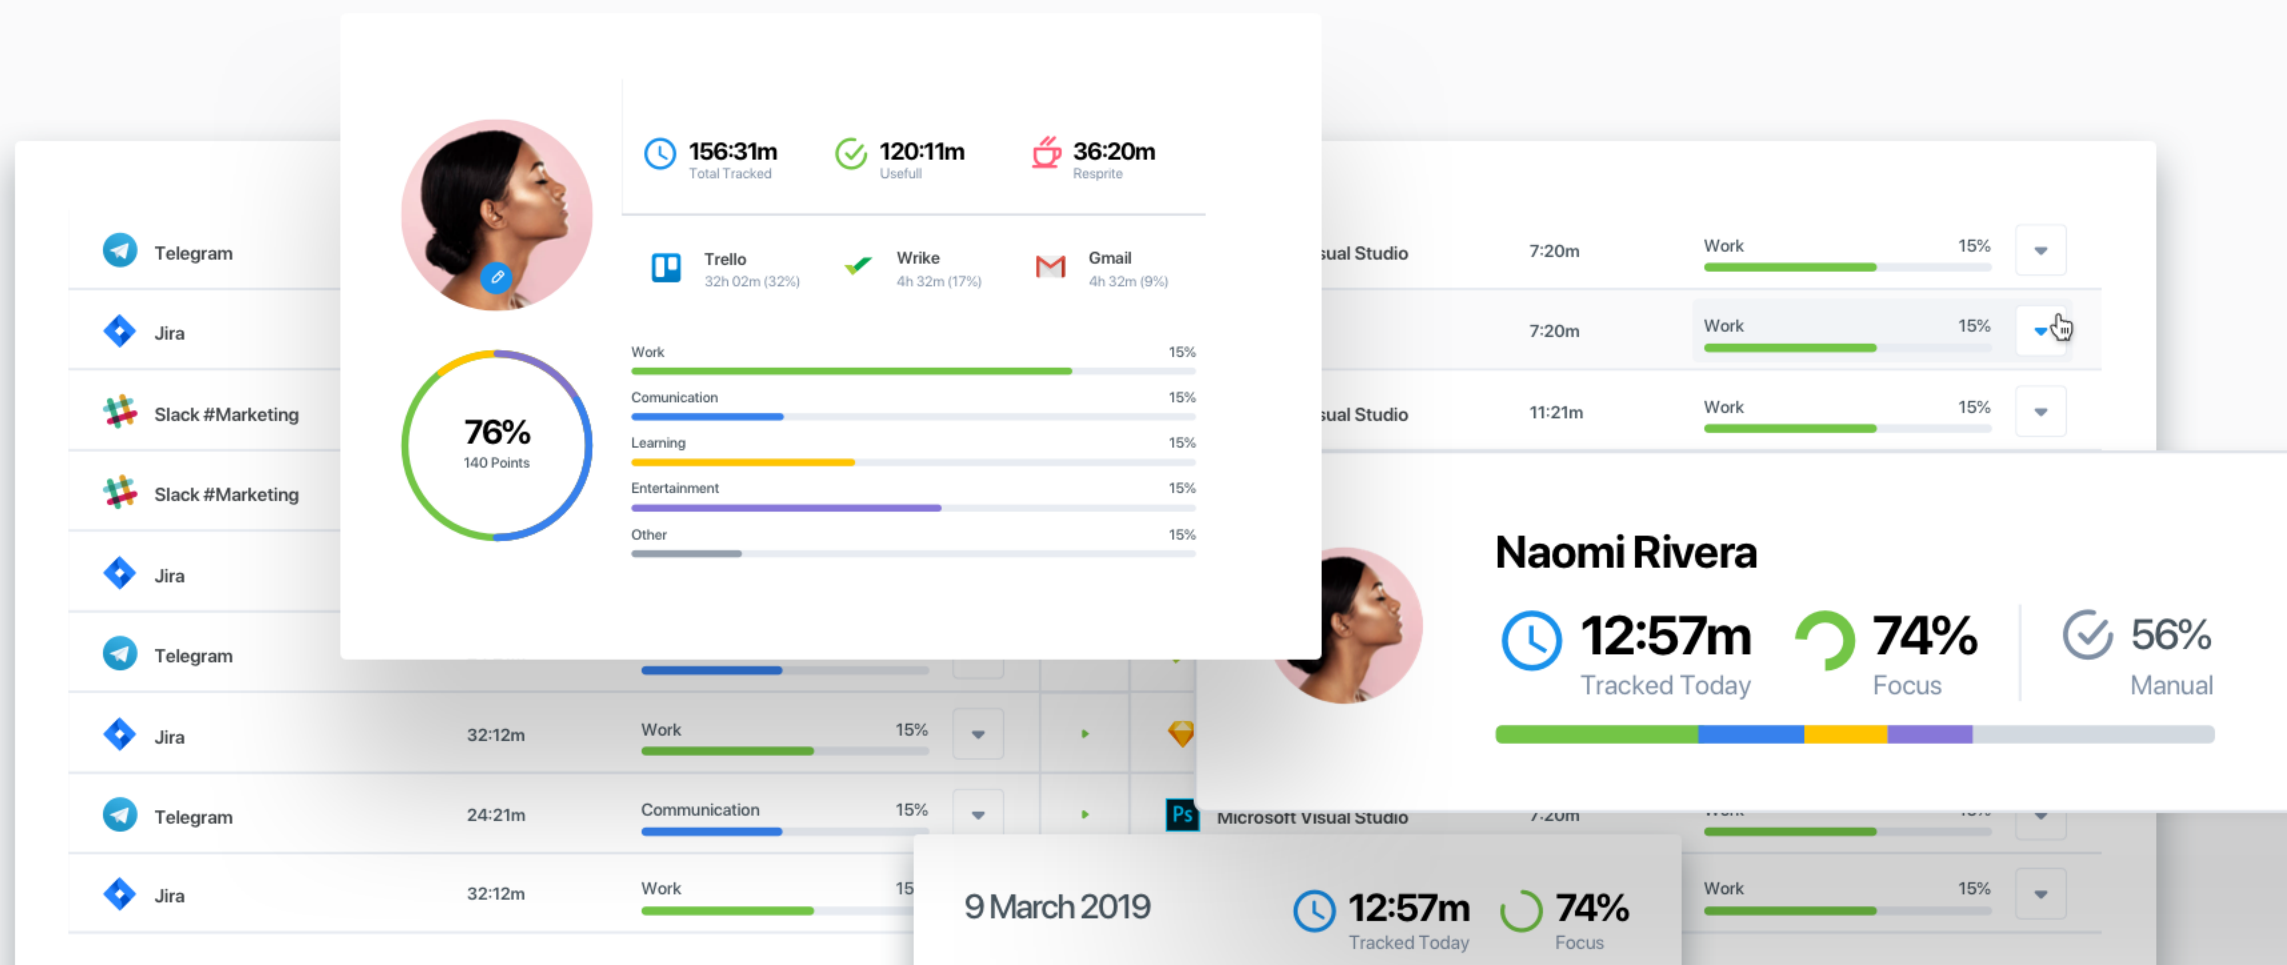 156:31m
Total Tracked
120:11m
Usefull
36:20m
Resprite
Trello
32h 02m (32%)
Wrike
4h 32m (17%)
Gmail
4h 32m (9%)
76%
140 Points
Work 15%
Comunication 15%
Learning 15%
Entertainment 15%
Other 15%
Telegram
Jira
Slack #Marketing
Slack #Marketing
Jira
Telegram
Jira 32:12m Work 15%
Telegram 24:21m Communication 15%
Jira 32:12m Work 15
sual Studio 7:20m Work 15%
7:20m Work 15%
sual Studio 11:21m Work 15%
Naomi Rivera
12:57m
Tracked Today
74%
Focus
56%
Manual
Ps Microsoft Visual Studio 7:20m
Work 15%
9 March 2019
12:57m
Tracked Today
74%
Focus